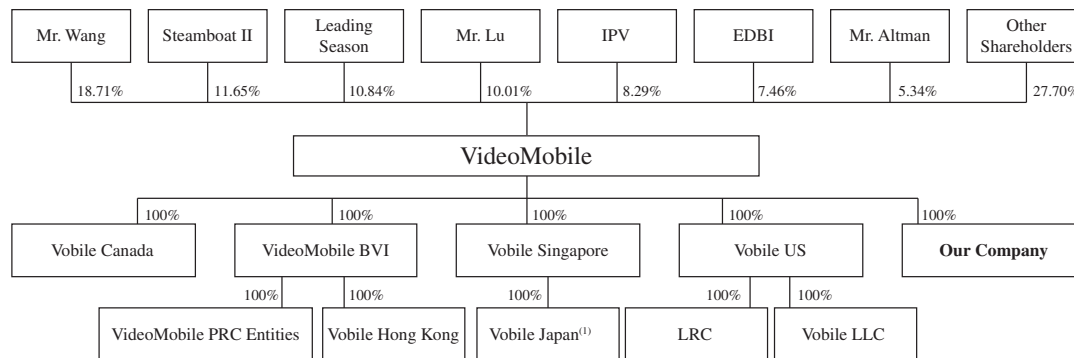 Mr. Wang
Steamboat II
Leading
Season
Mr. Lu
IPV
EDBI
Mr. Altman
Other
Shareholders
18.71%
11.65%
10.84%
10.01%
8.29%
7.46%
5.34%
27.70%
VideoMobile
100%
100%
100%
100%
100%
Vobile Canada
VideoMobile BVI
Vobile Singapore
Vobile US
Our Company
100%
100%
100%
100%
100%
VideoMobile PRC Entities
Vobile Hong Kong
Vobile Japan(1)
LRC
Vobile LLC